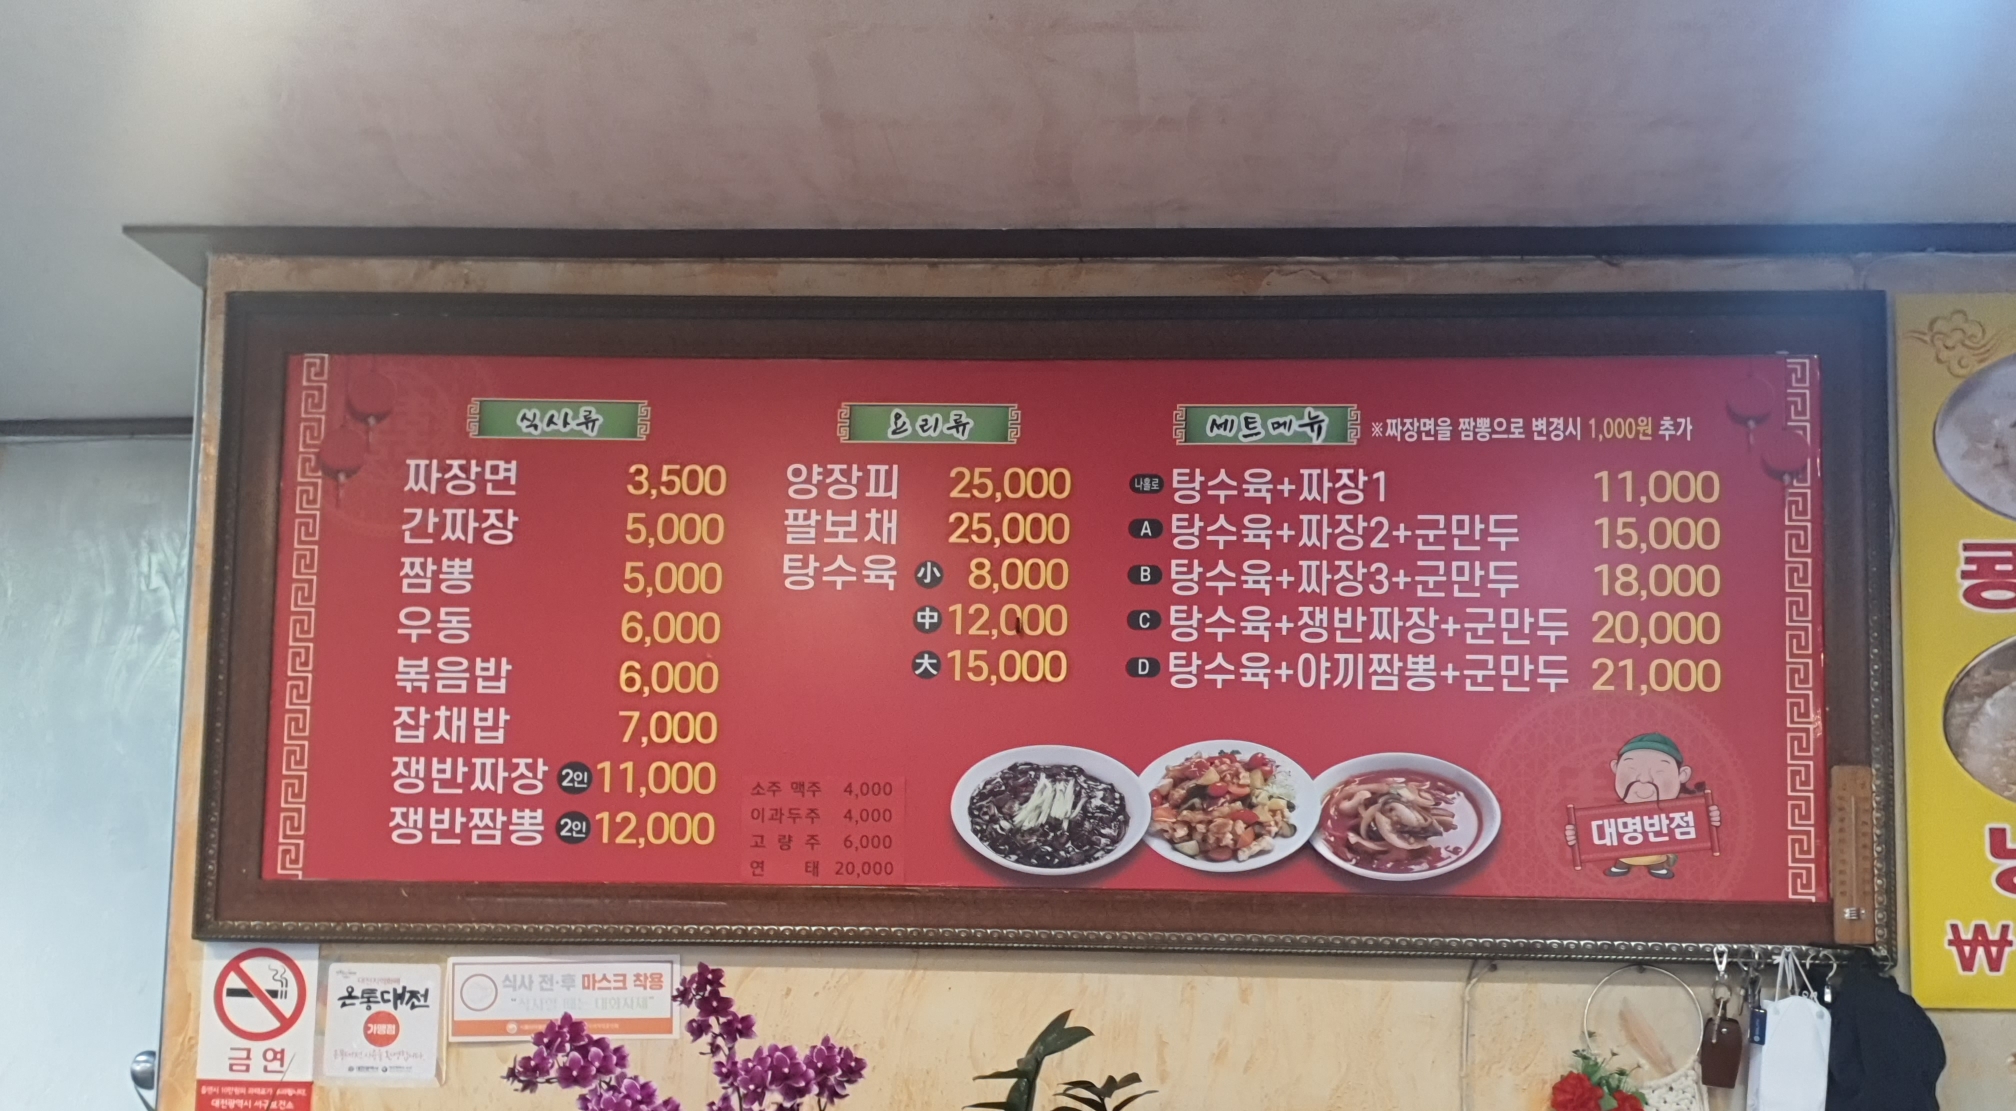 식사류
짜장면 3,500
간짜장 5,000
짬뽕 5,000
우동 6,000
볶음밥 6,000
잡채밥 7,000
쟁반짜장 2인 11,000
쟁반짬뽕 2인 12,000
요리류
양장피 25,000
팔보채 25,000
탕수육 小 8,000
中 12,000
大 15,000
소주 맥주 4,000
이과두주 4,000
고 량 주 6,000
연 태 20,000
세트메뉴 ※짜장면을 짬뽕으로 변경시 1,000원 추가
나홀로 탕수육+짜장1 11,000
A 탕수육+짜장2+군만두 15,000
B 탕수육+짜장3+군만두 18,000
C 탕수육+쟁반짜장+군만두 20,000
D 탕수육+야끼짬뽕+군만두 21,000
대명반점
콩
₩
금연
온통대전
가맹점
식사 전·후 마스크 착용